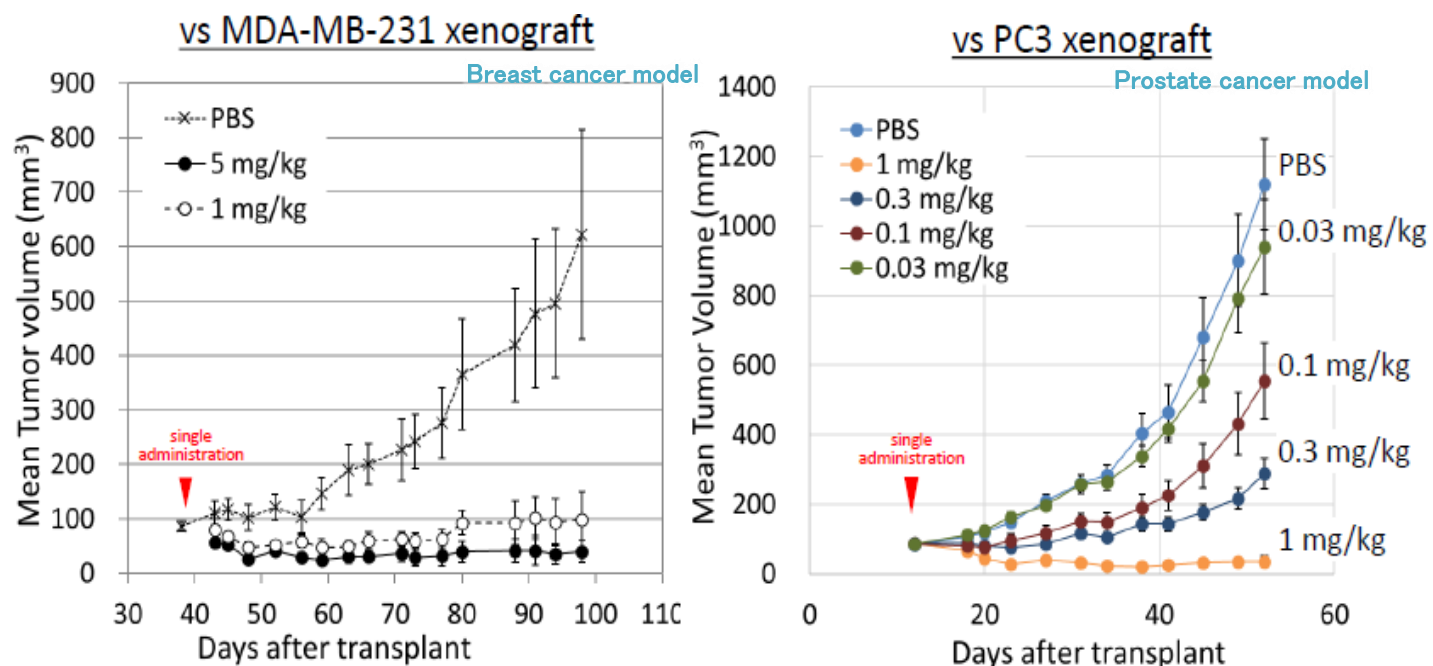 vs MDA-MB-231 xenograft
Breast cancer model
900
800
700
600
500
400
300
200
100
0
Mean Tumor volume (mm³)
PBS
5 mg/kg
1 mg/kg
single
administration
30 40 50 60 70 80 90 100 110
Days after transplant
vs PC3 xenograft
Prostate cancer model
1400
1200
1000
800
600
400
200
0
Mean Tumor Volume (mm³)
PBS
1 mg/kg
0.3 mg/kg
0.1 mg/kg
0.03 mg/kg
single
administration
PBS
0.03 mg/kg
0.1 mg/kg
0.3 mg/kg
1 mg/kg
0 20 40 60
Days after transplant